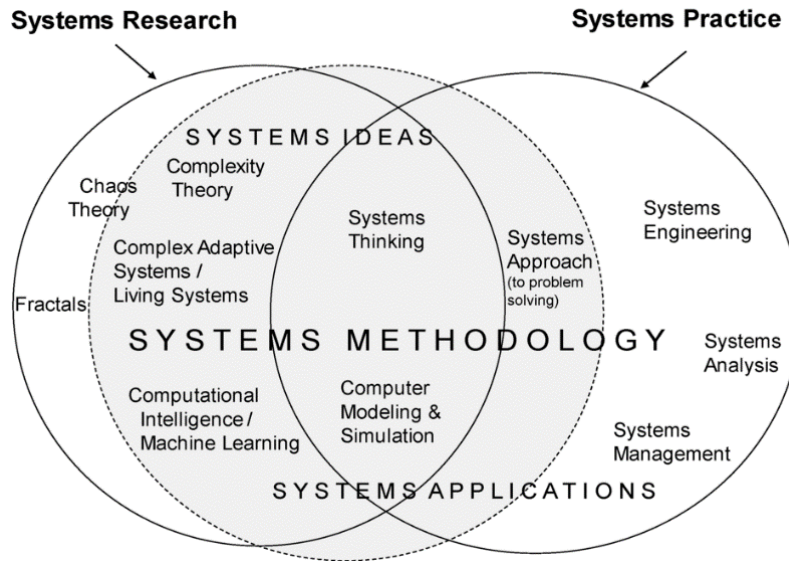 Systems Research
Systems Practice
SYSTEMS IDEAS
Complexity
Theory
Chaos
Theory
Systems
Thinking
Systems
Engineering
Systems
Approach
(to problem
solving)
Complex Adaptive
Systems /
Living Systems
Fractals
SYSTEMS METHODOLOGY
Systems
Analysis
Computational
Intelligence /
Machine Learning
Computer
Modeling &
Simulation
Systems
Management
SYSTEMS APPLICATIONS